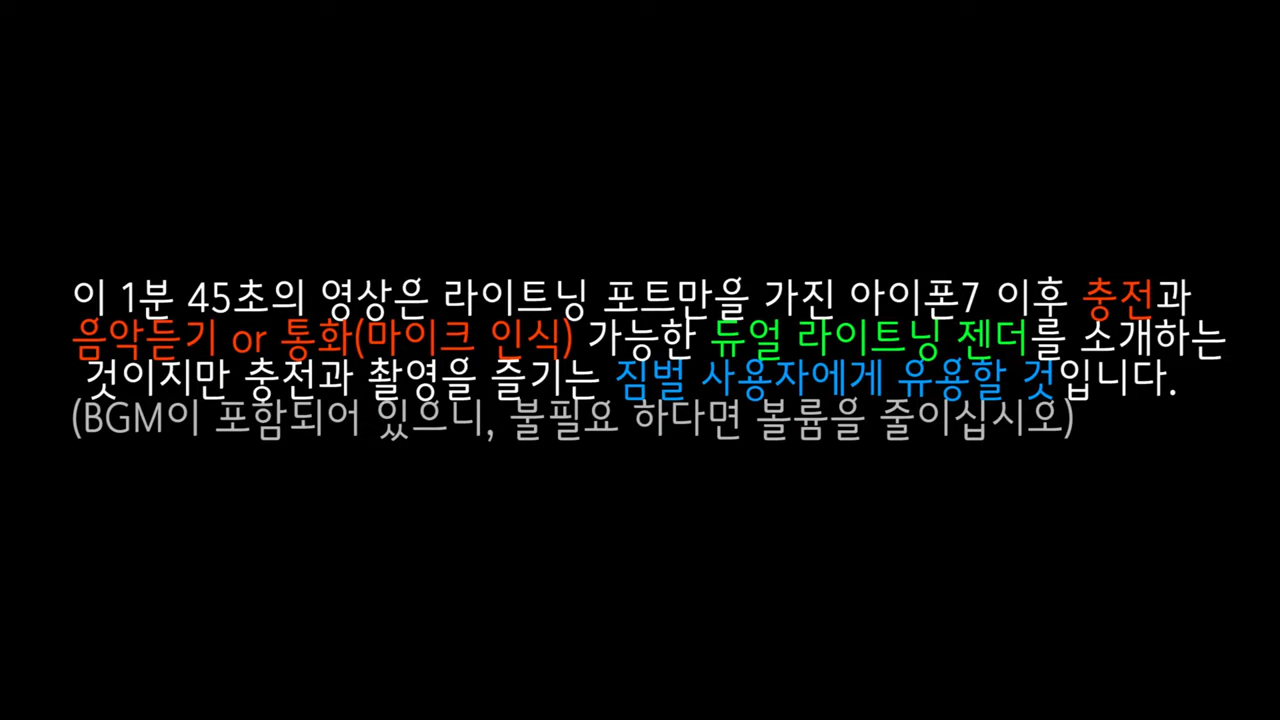 이 1분 45초의 영상은 라이트닝 포트만을 가진 아이폰7 이후 충전과
음악듣기 or 통화(마이크 인식) 가능한 듀얼 라이트닝 젠더를 소개하는
것이지만 충전과 촬영을 즐기는 짐벌 사용자에게 유용할 것입니다.
(BGM이 포함되어 있으니, 불필요 하다면 볼륨을 줄이십시오)